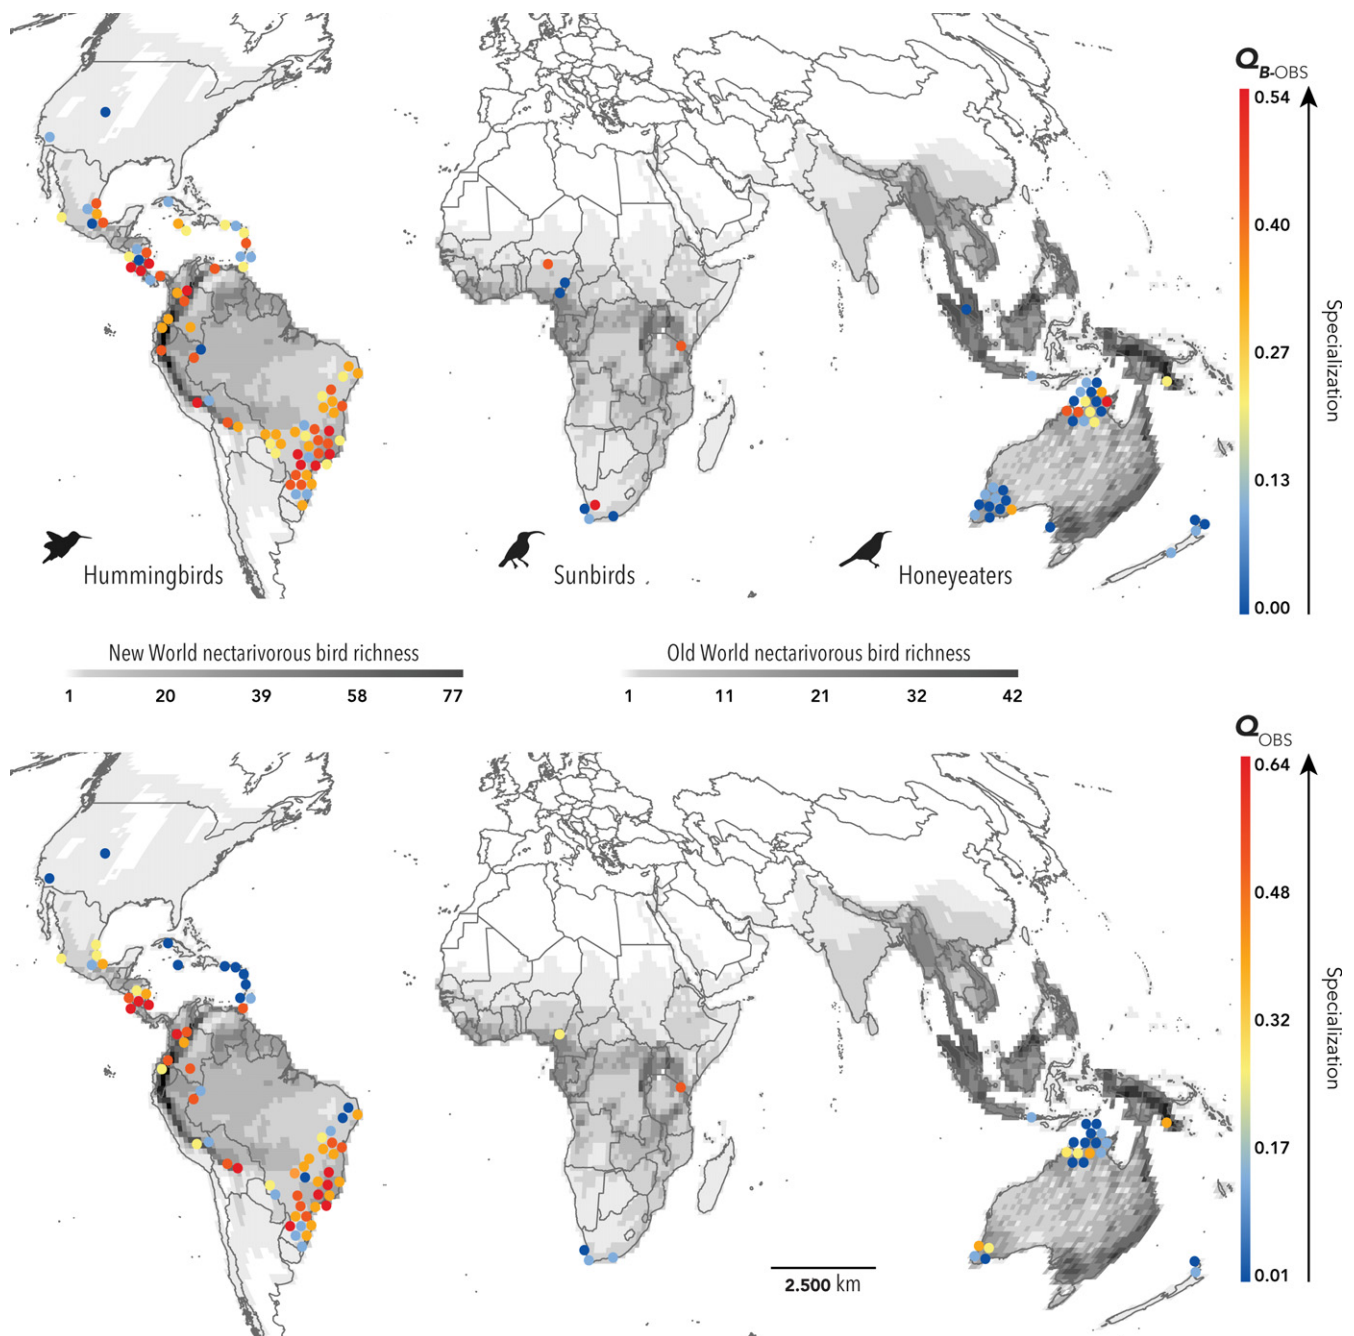 Q B-OBS
0.54
0.40
0.27
0.13
0.00
Specialization
Hummingbirds
Sunbirds
Honeyeaters
New World nectarivorous bird richness
1 20 39 58 77
Old World nectarivorous bird richness
1 11 21 32 42
Q OBS
0.64
0.48
0.32
0.17
0.01
Specialization
2.500 km